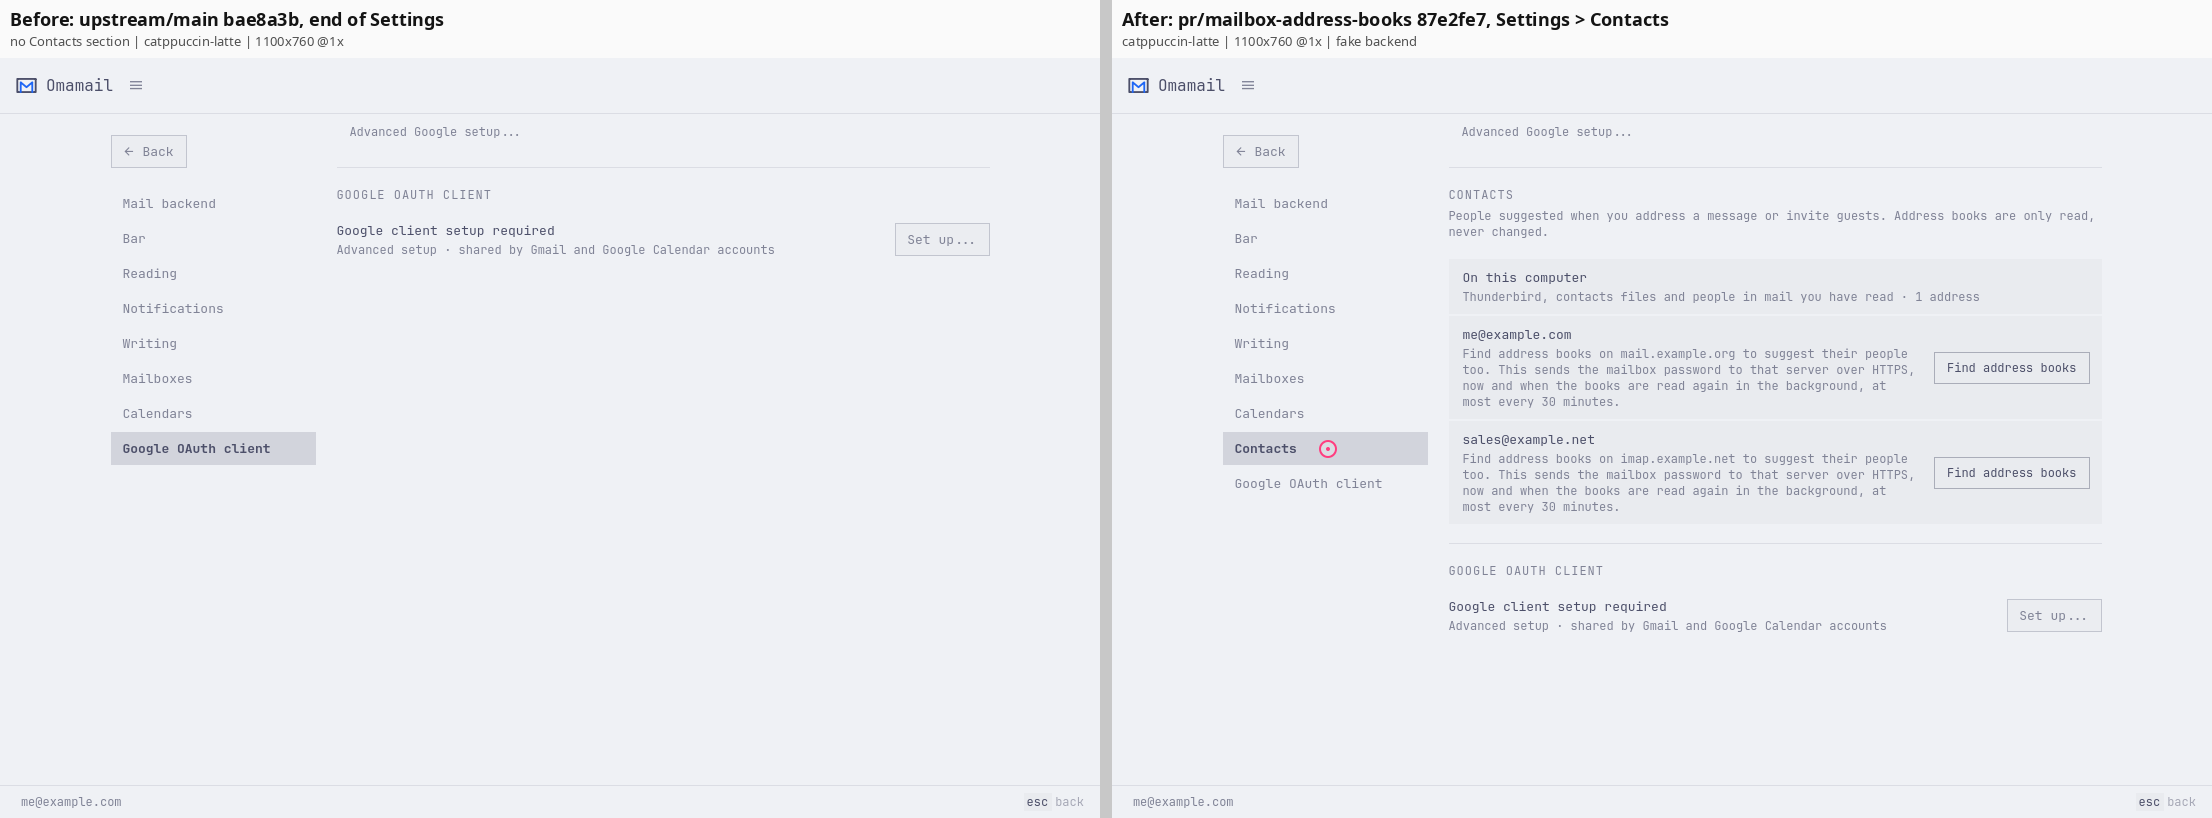 Before: upstream/main bae8a3b, end of Settings
no Contacts section | catppuccin-latte | 1100x760 @1x
Omamail
← Back
Mail backend
Bar
Reading
Notifications
Writing
Mailboxes
Calendars
Google OAuth client
Advanced Google setup...
GOOGLE OAUTH CLIENT
Google client setup required
Advanced setup · shared by Gmail and Google Calendar accounts
Set up...
me@example.com
esc back
After: pr/mailbox-address-books 87e2fe7, Settings > Contacts
catppuccin-latte | 1100x760 @1x | fake backend
Omamail
← Back
Mail backend
Bar
Reading
Notifications
Writing
Mailboxes
Calendars
Contacts
Google OAuth client
Advanced Google setup...
CONTACTS
People suggested when you address a message or invite guests. Address books are only read,
never changed.
On this computer
Thunderbird, contacts files and people in mail you have read · 1 address
me@example.com
Find address books on mail.example.org to suggest their people
too. This sends the mailbox password to that server over HTTPS,
now and when the books are read again in the background, at
most every 30 minutes.
Find address books
sales@example.net
Find address books on imap.example.net to suggest their people
too. This sends the mailbox password to that server over HTTPS,
now and when the books are read again in the background, at
most every 30 minutes.
Find address books
GOOGLE OAUTH CLIENT
Google client setup required
Advanced setup · shared by Gmail and Google Calendar accounts
Set up...
me@example.com
esc back